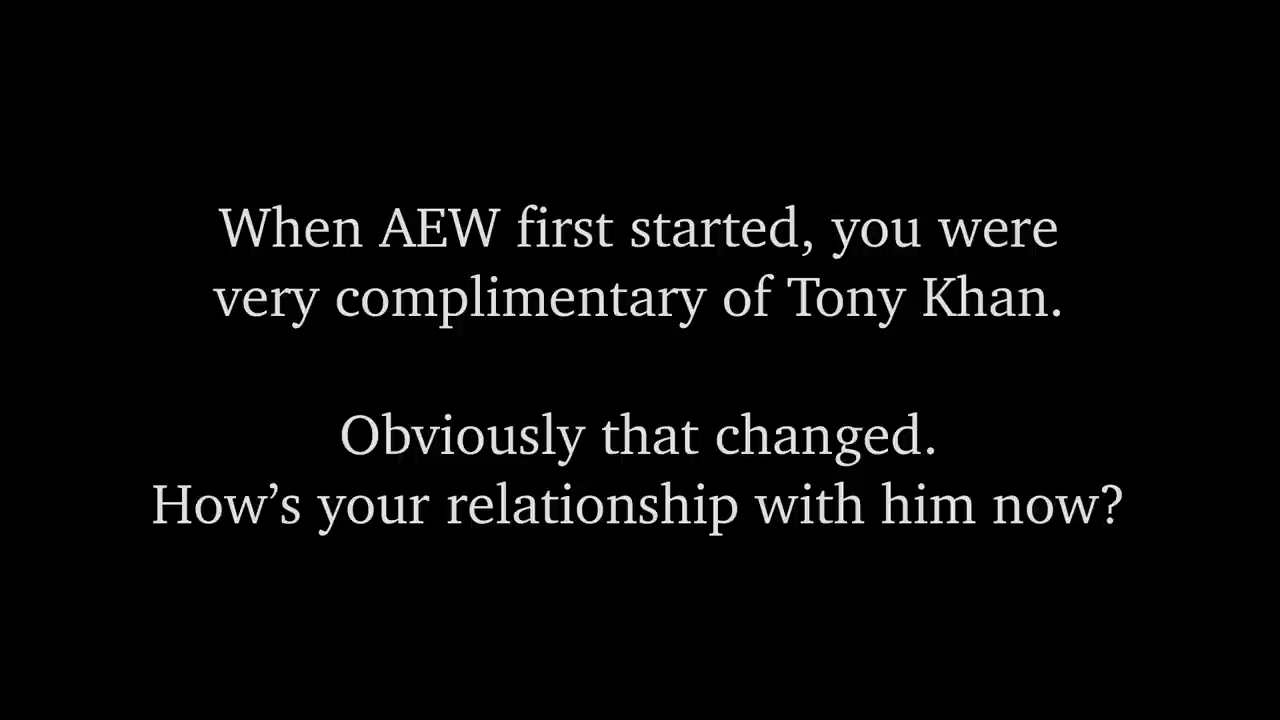 When AEW first started, you were
very complimentary of Tony Khan.
Obviously that changed.
How’s your relationship with him now?